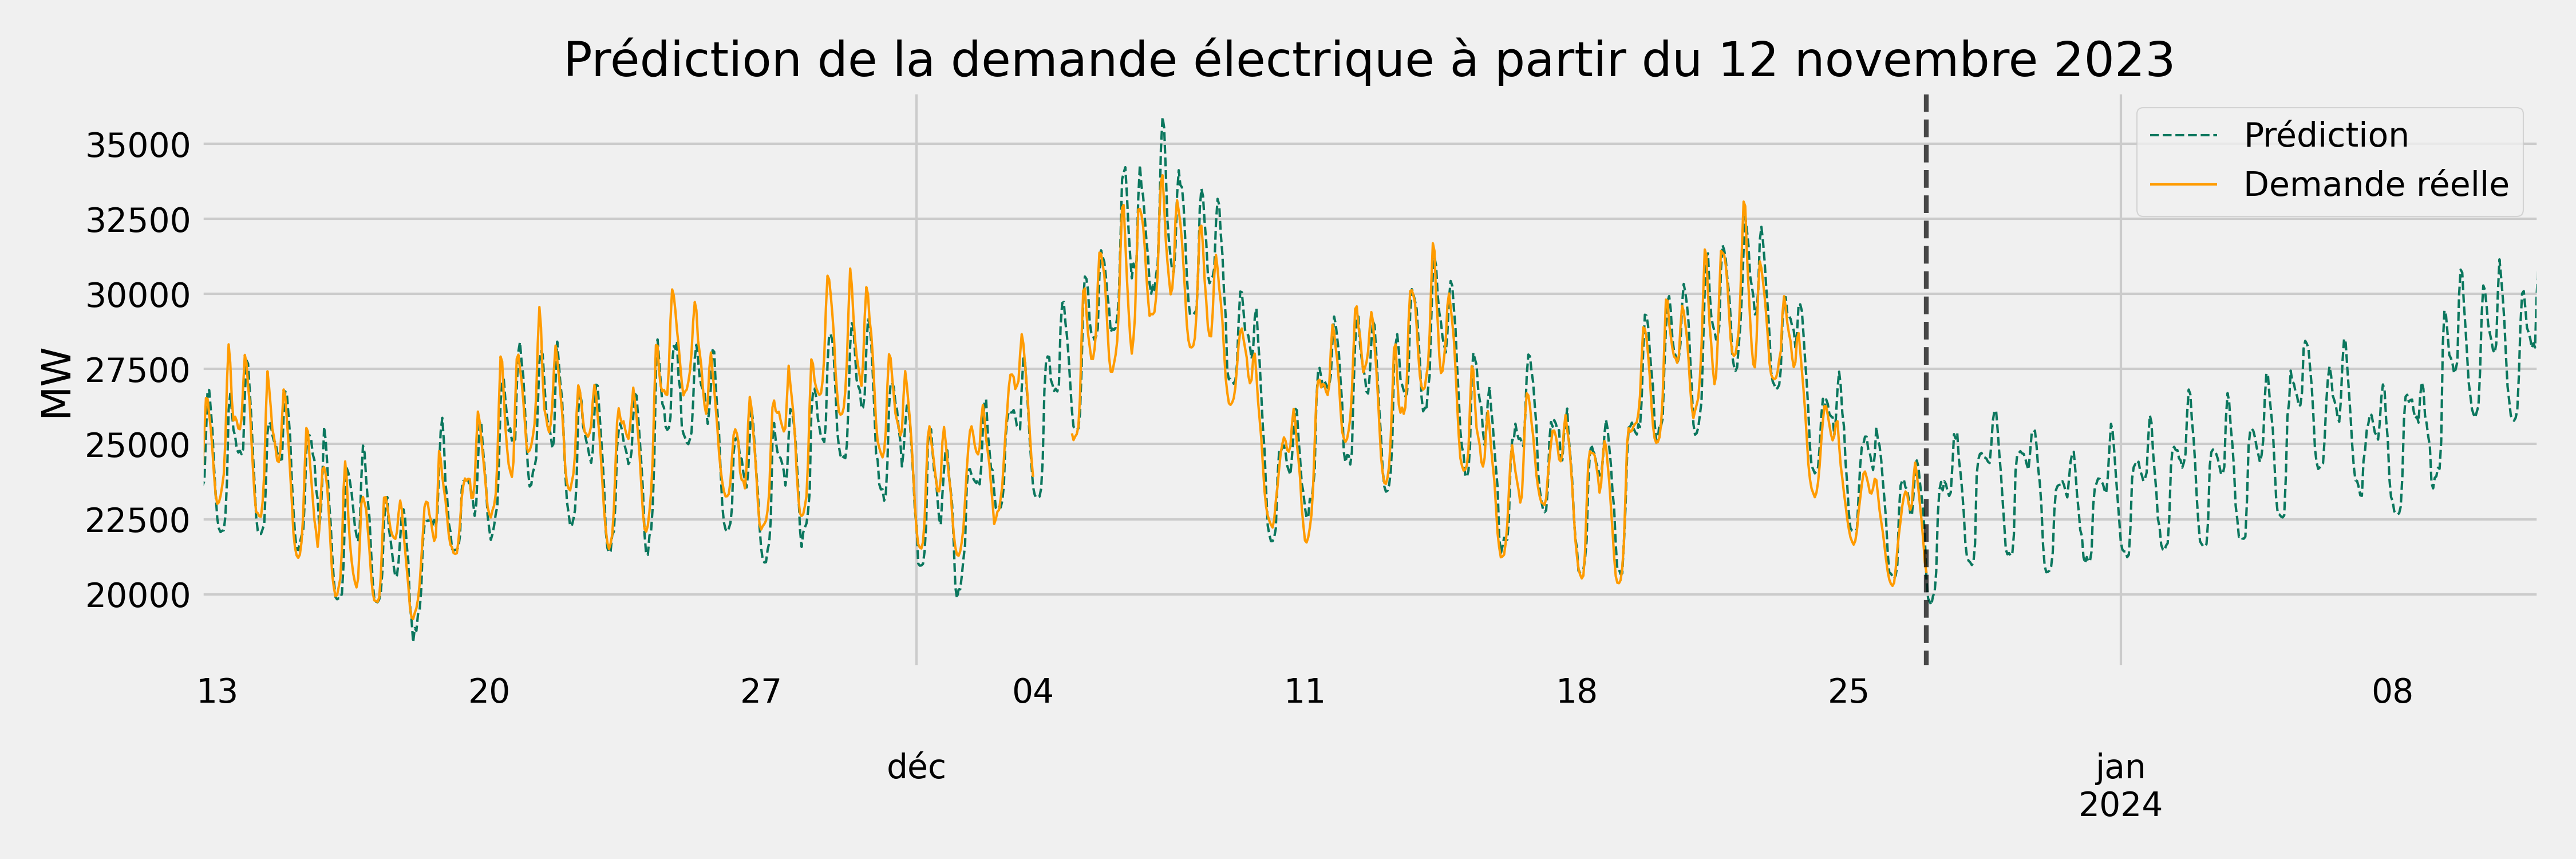 Prédiction de la demande électrique à partir du 12 novembre 2023
Prédiction
Demande réelle
MW
35000
32500
30000
27500
25000
22500
20000
13 20 27 04 11 18 25 08
déc jan
2024